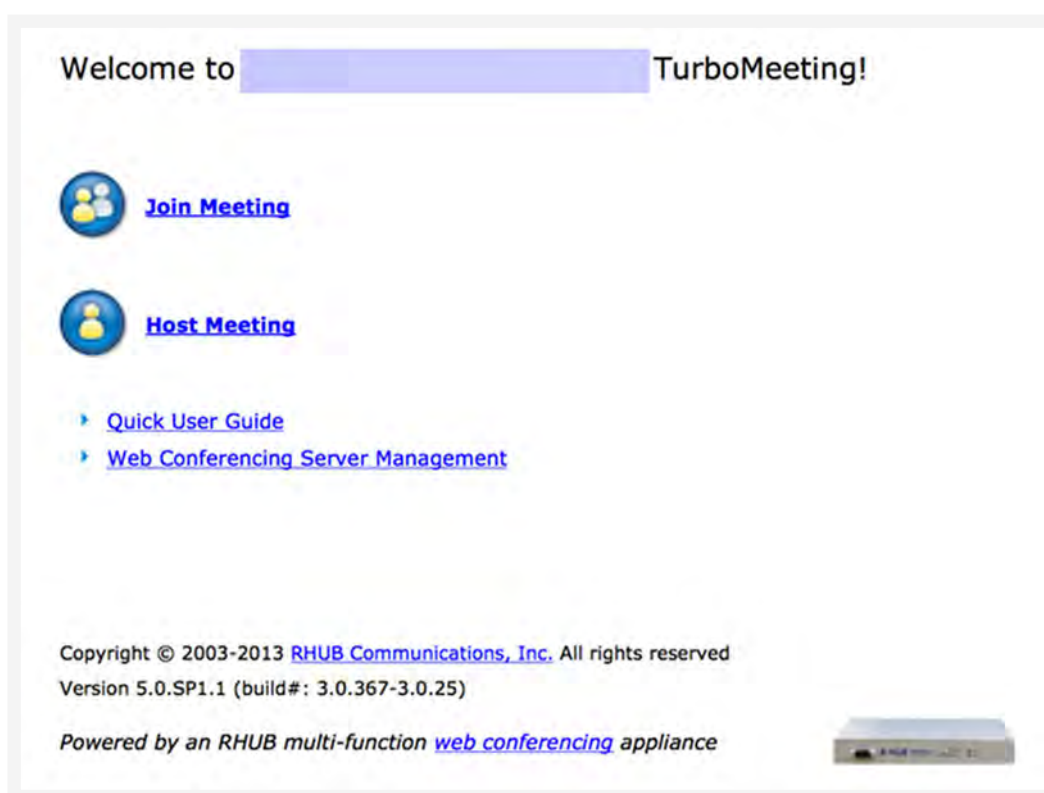 Welcome to TurboMeeting!
Join Meeting
Host Meeting
Quick User Guide
Web Conferencing Server Management
Copyright © 2003-2013 RHUB Communications, Inc. All rights reserved
Version 5.0.SP1.1 (build#: 3.0.367-3.0.25)
Powered by an RHUB multi-function web conferencing appliance